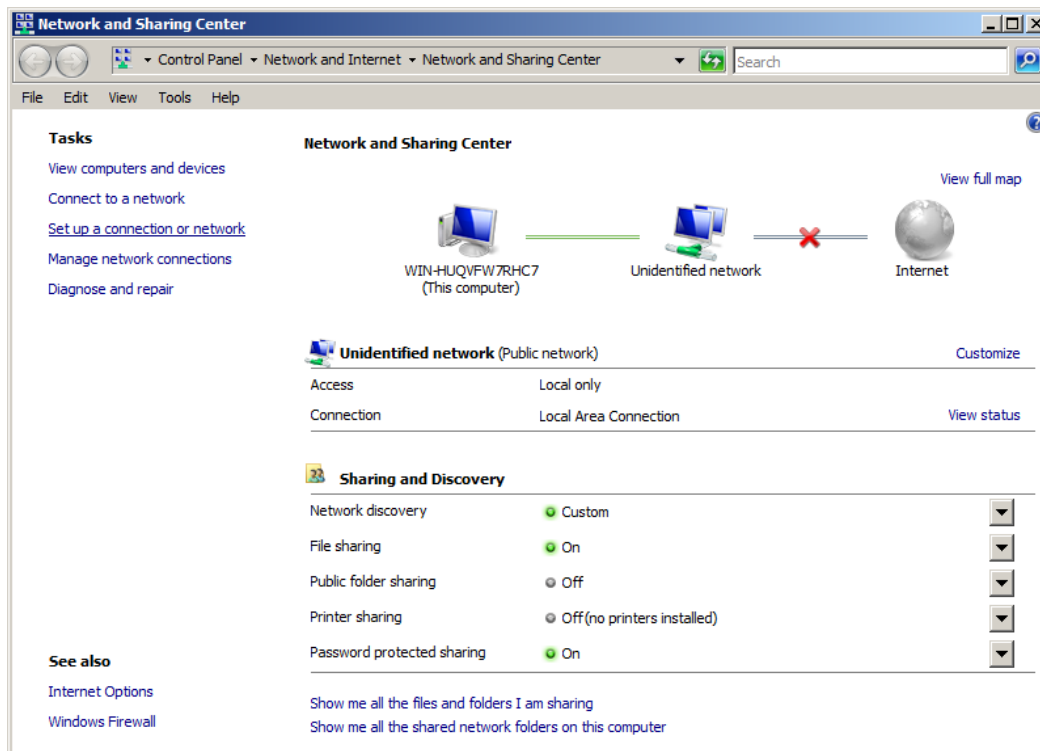 Network and Sharing Center
Control Panel Network and Internet Network and Sharing Center
Search
File Edit View Tools Help
Tasks
View computers and devices
Connect to a network
Set up a connection or network
Manage network connections
Diagnose and repair
Network and Sharing Center
View full map
WIN-HUQVFW7RHC7
(This computer)
Unidentified network
Internet
Unidentified network (Public network) Customize
Access Local only
Connection Local Area Connection View status
Sharing and Discovery
Network discovery Custom
File sharing On
Public folder sharing Off
Printer sharing Off(no printers installed)
Password protected sharing On
Show me all the files and folders I am sharing
Show me all the shared network folders on this computer
See also
Internet Options
Windows Firewall